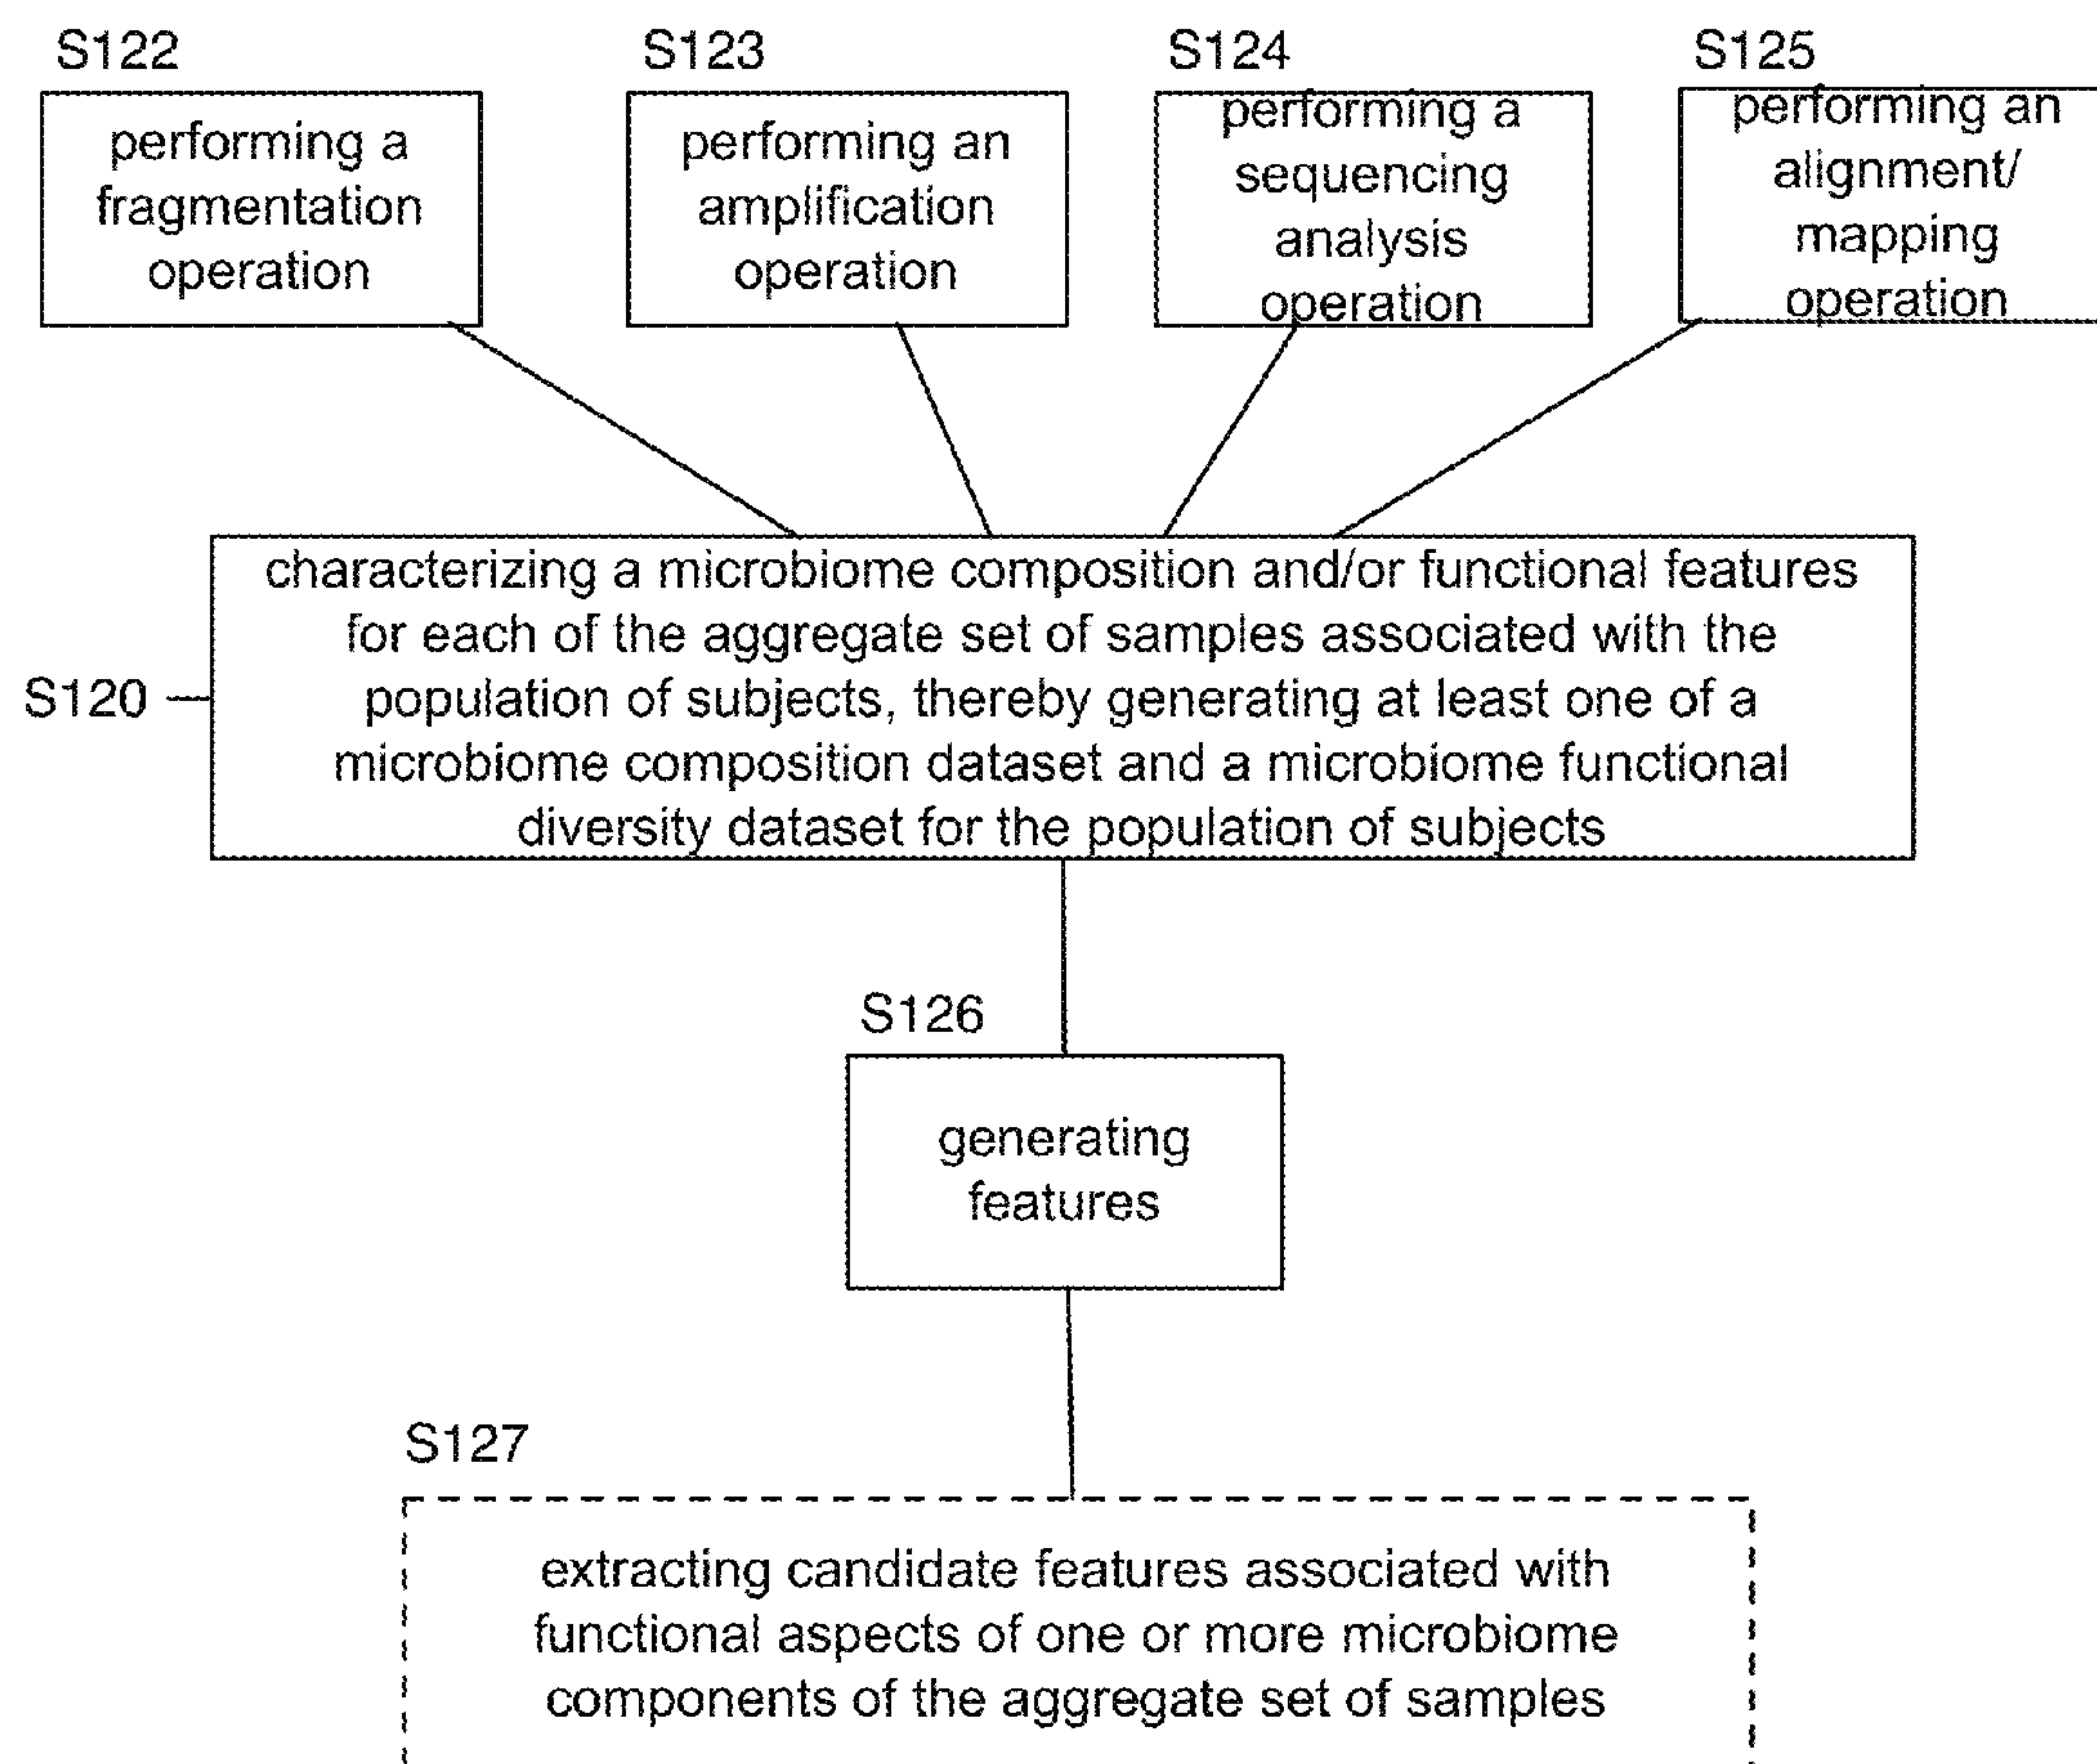 S122
performing a
fragmentation
operation
S123
performing an
amplification
operation
S124
performing a
sequencing
analysis
operation
S125
performing an
alignment/
mapping
operation
S120
characterizing a microbiome composition and/or functional features
for each of the aggregate set of samples associated with the
population of subjects, thereby generating at least one of a
microbiome composition dataset and a microbiome functional
diversity dataset for the population of subjects
S126
generating
features
S127
extracting candidate features associated with
functional aspects of one or more microbiome
components of the aggregate set of samples